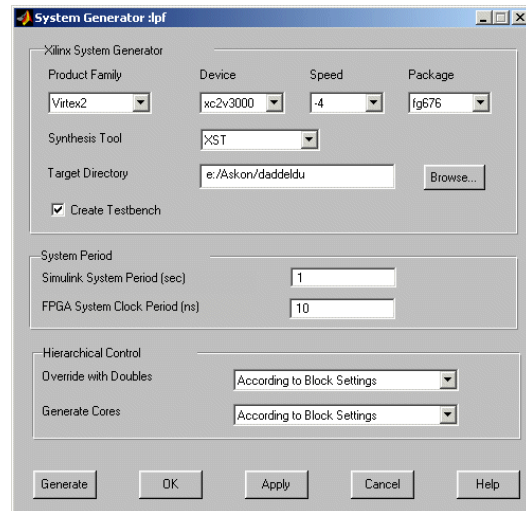 System Generator :lpf
Xilinx System Generator
Product Family Device Speed Package
Virtex2 xc2v3000 -4 fg676
Synthesis Tool XST
Target Directory e:/Askon/daddeldu Browse...
Create Testbench
System Period
Simulink System Period (sec) 1
FPGA System Clock Period (ns) 10
Hierarchical Control
Override with Doubles According to Block Settings
Generate Cores According to Block Settings
Generate OK Apply Cancel Help